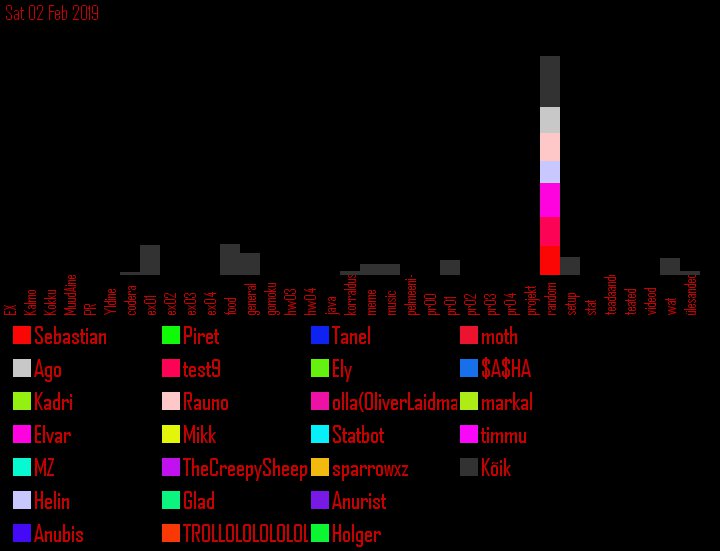 Sat 02 Feb 2019
EX
Kalmo
Kokku
MuudAine
PR
Yldine
codera
ex01
ex02
ex03
ex04
food
general
gomoku
hw03
hw04
java
korraldus
meme
music
pelmeeni-
pr00
pr01
pr02
pr03
pr04
projekt
random
setup
stat
teadaandi
teated
videod
wat
ülesanded
Sebastian Piret Tanel moth
Ago test9 Ely $A$HA
Kadri Rauno olla(OliverLaidma markal
Elvar Mikk Statbot timmu
MZ TheCreepySheep sparrowxz Kõik
Helin Glad Anurist
Anubis TROLLOLOLOLOLOL Holger